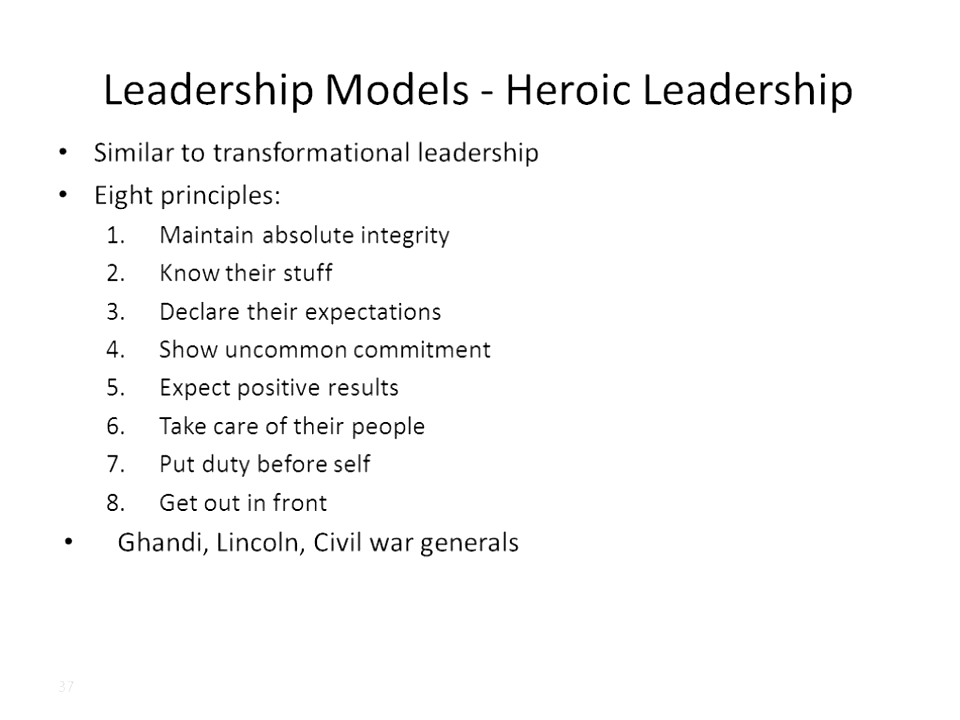 Leadership Models - Heroic Leadership
• Similar to transformational leadership
• Eight principles:
1. Maintain absolute integrity
2. Know their stuff
3. Declare their expectations
4. Show uncommon commitment
5. Expect positive results
6. Take care of their people
7. Put duty before self
8. Get out in front
• Ghandi, Lincoln, Civil war generals
37